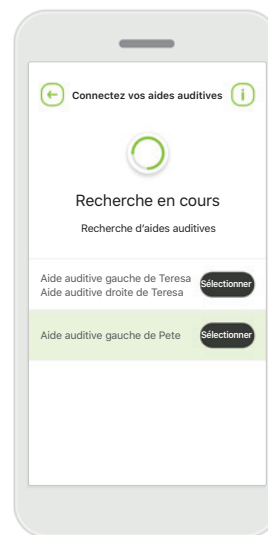 Connectez vos aides auditives
Recherche en cours
Recherche d'aides auditives
Aide auditive gauche de Teresa
Aide auditive droite de Teresa
Sélectionner
Aide auditive gauche de Pete
Sélectionner